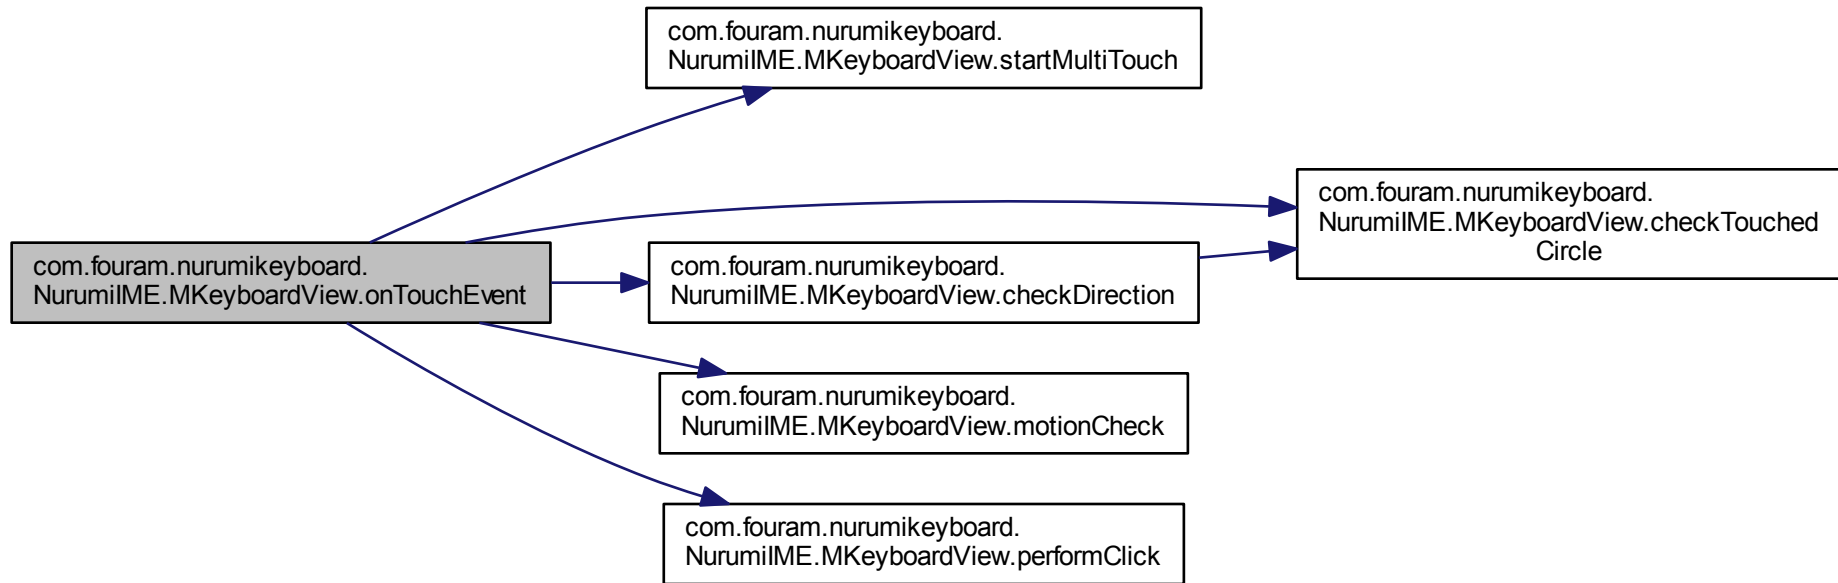 com.fouram.nurumikeyboard.
NurumiIME.MKeyboardView.startMultiTouch
com.fouram.nurumikeyboard.
NurumiIME.MKeyboardView.checkTouched
Circle
com.fouram.nurumikeyboard.
NurumiIME.MKeyboardView.onTouchEvent
com.fouram.nurumikeyboard.
NurumiIME.MKeyboardView.checkDirection
com.fouram.nurumikeyboard.
NurumiIME.MKeyboardView.motionCheck
com.fouram.nurumikeyboard.
NurumiIME.MKeyboardView.performClick